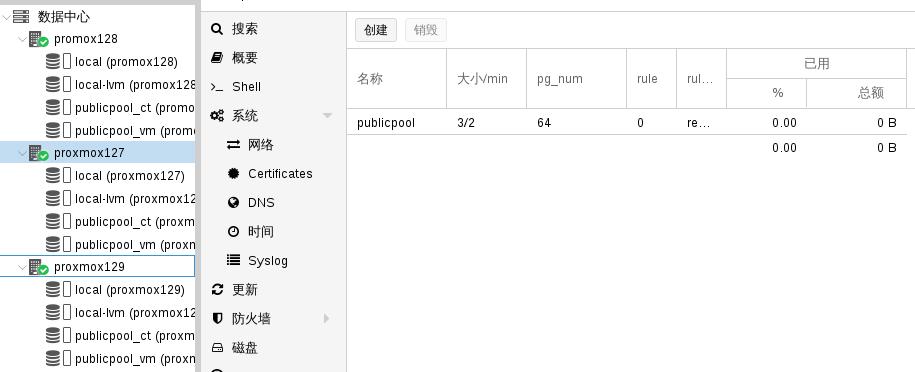 数据中心
promox128
local (promox128)
local-lvm (promox128
publicpool_ct (promo
publicpool_vm (prom
proxmox127
local (proxmox127)
local-lvm (proxmox12
publicpool_ct (proxm
publicpool_vm (proxn
proxmox129
local (proxmox129)
local-lvm (proxmox12
publicpool_ct (proxm
publicpool_vm (proxn
搜索
概要
Shell
系统
网络
Certificates
DNS
时间
Syslog
更新
防火墙
磁盘
创建 销毁
名称 大小/min pg_num rule rul... 已用
% 总额
publicpool 3/2 64 0 re... 0.00 0 B
0.00 0 B